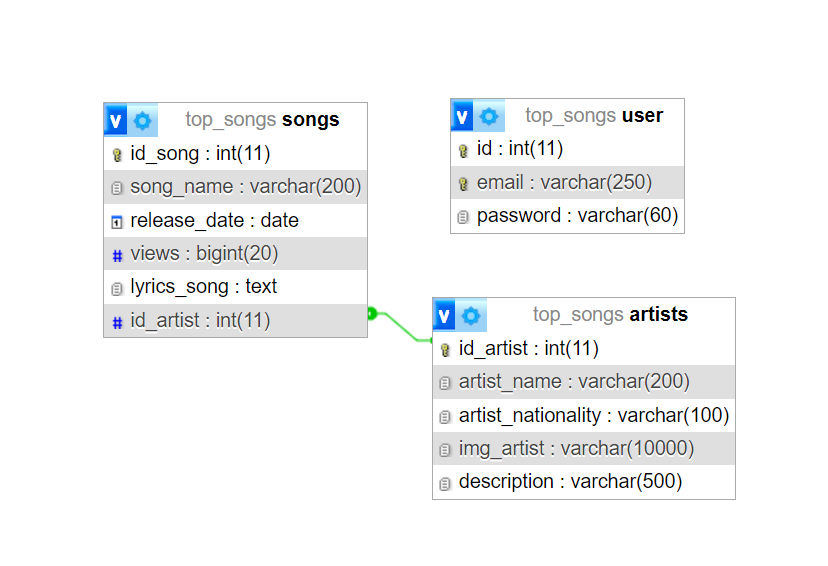 V top_songs songs
id_song : int(11)
song_name : varchar(200)
release_date : date
# views : bigint(20)
lyrics_song : text
# id_artist : int(11)
V top_songs user
id : int(11)
email : varchar(250)
password : varchar(60)
V top_songs artists
id_artist : int(11)
artist_name : varchar(200)
artist_nationality : varchar(100)
img_artist : varchar(10000)
description : varchar(500)